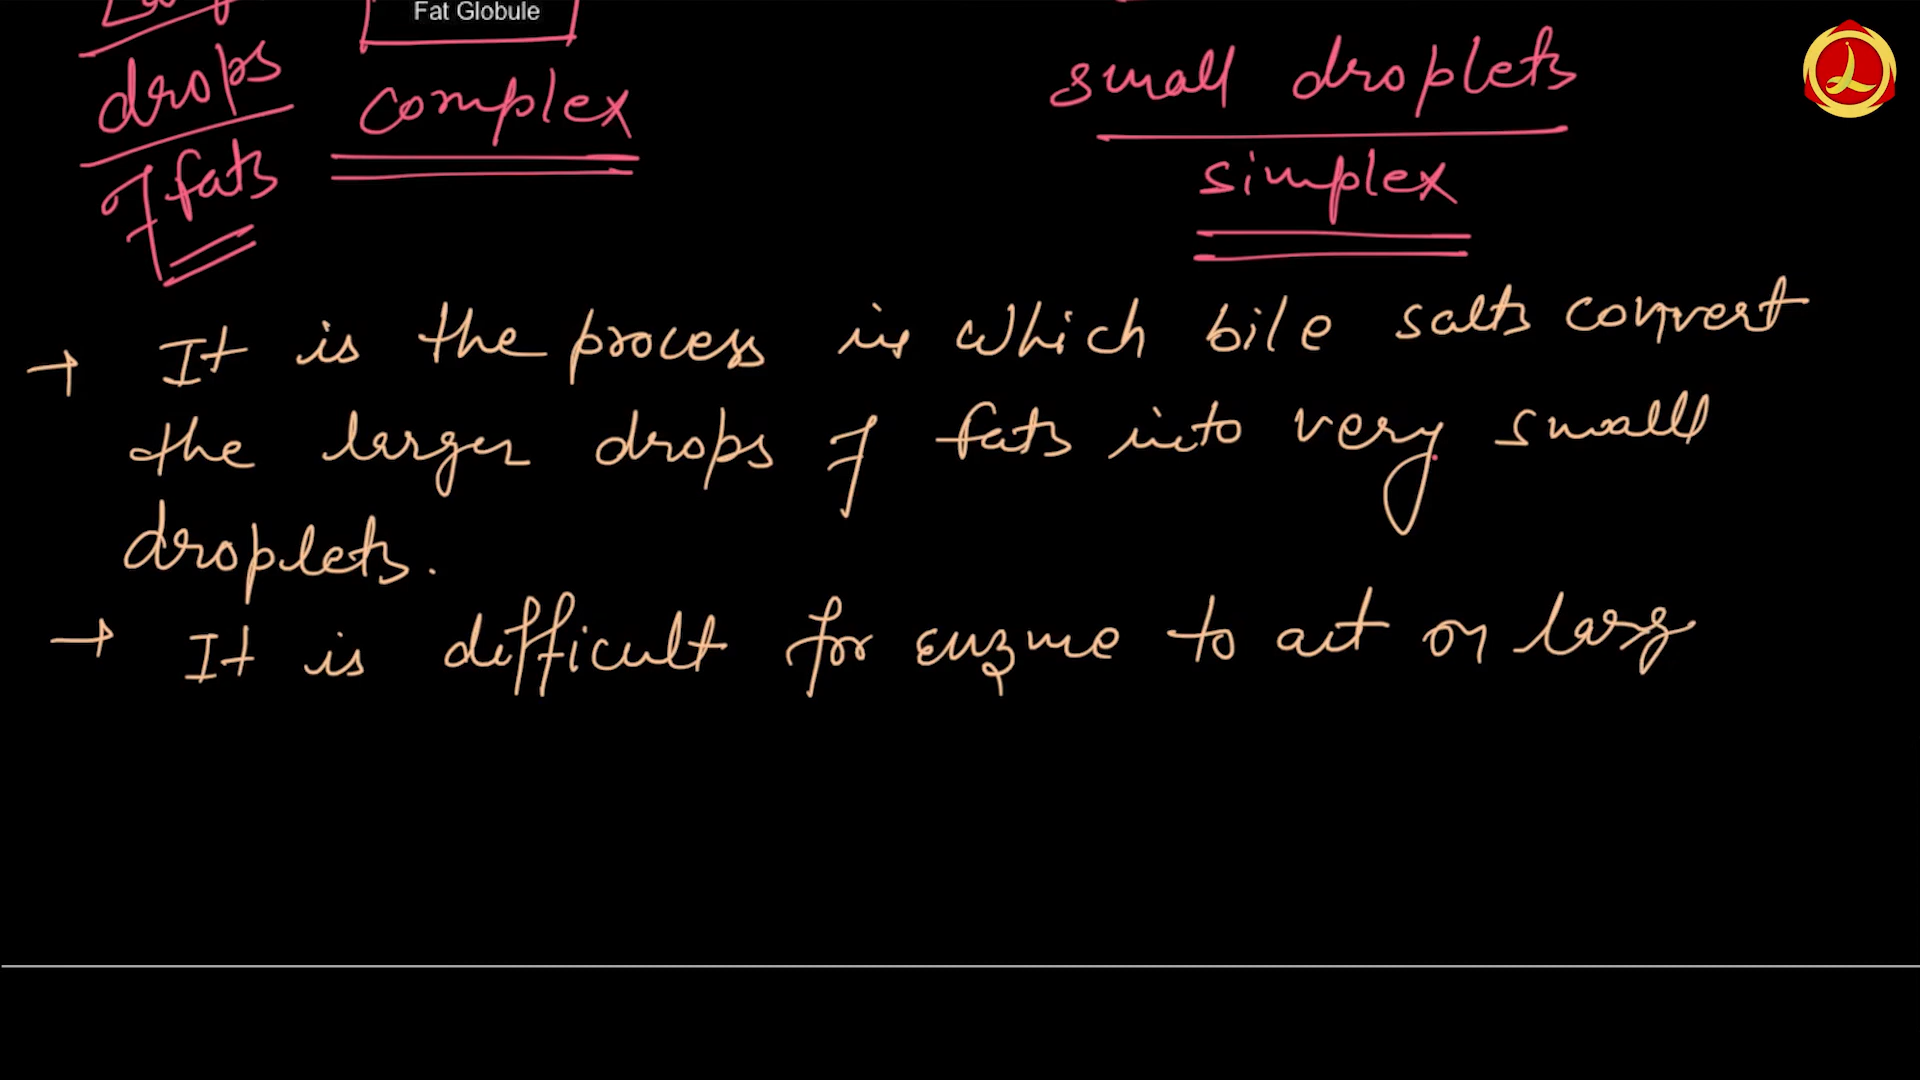 Fat Globule
drops
complex
of fats
small droplets
simplex
→ It is the process in which bile salts convert
the larger drops of fats into very small
droplets.
→ It is difficult for enzyme to act on larg